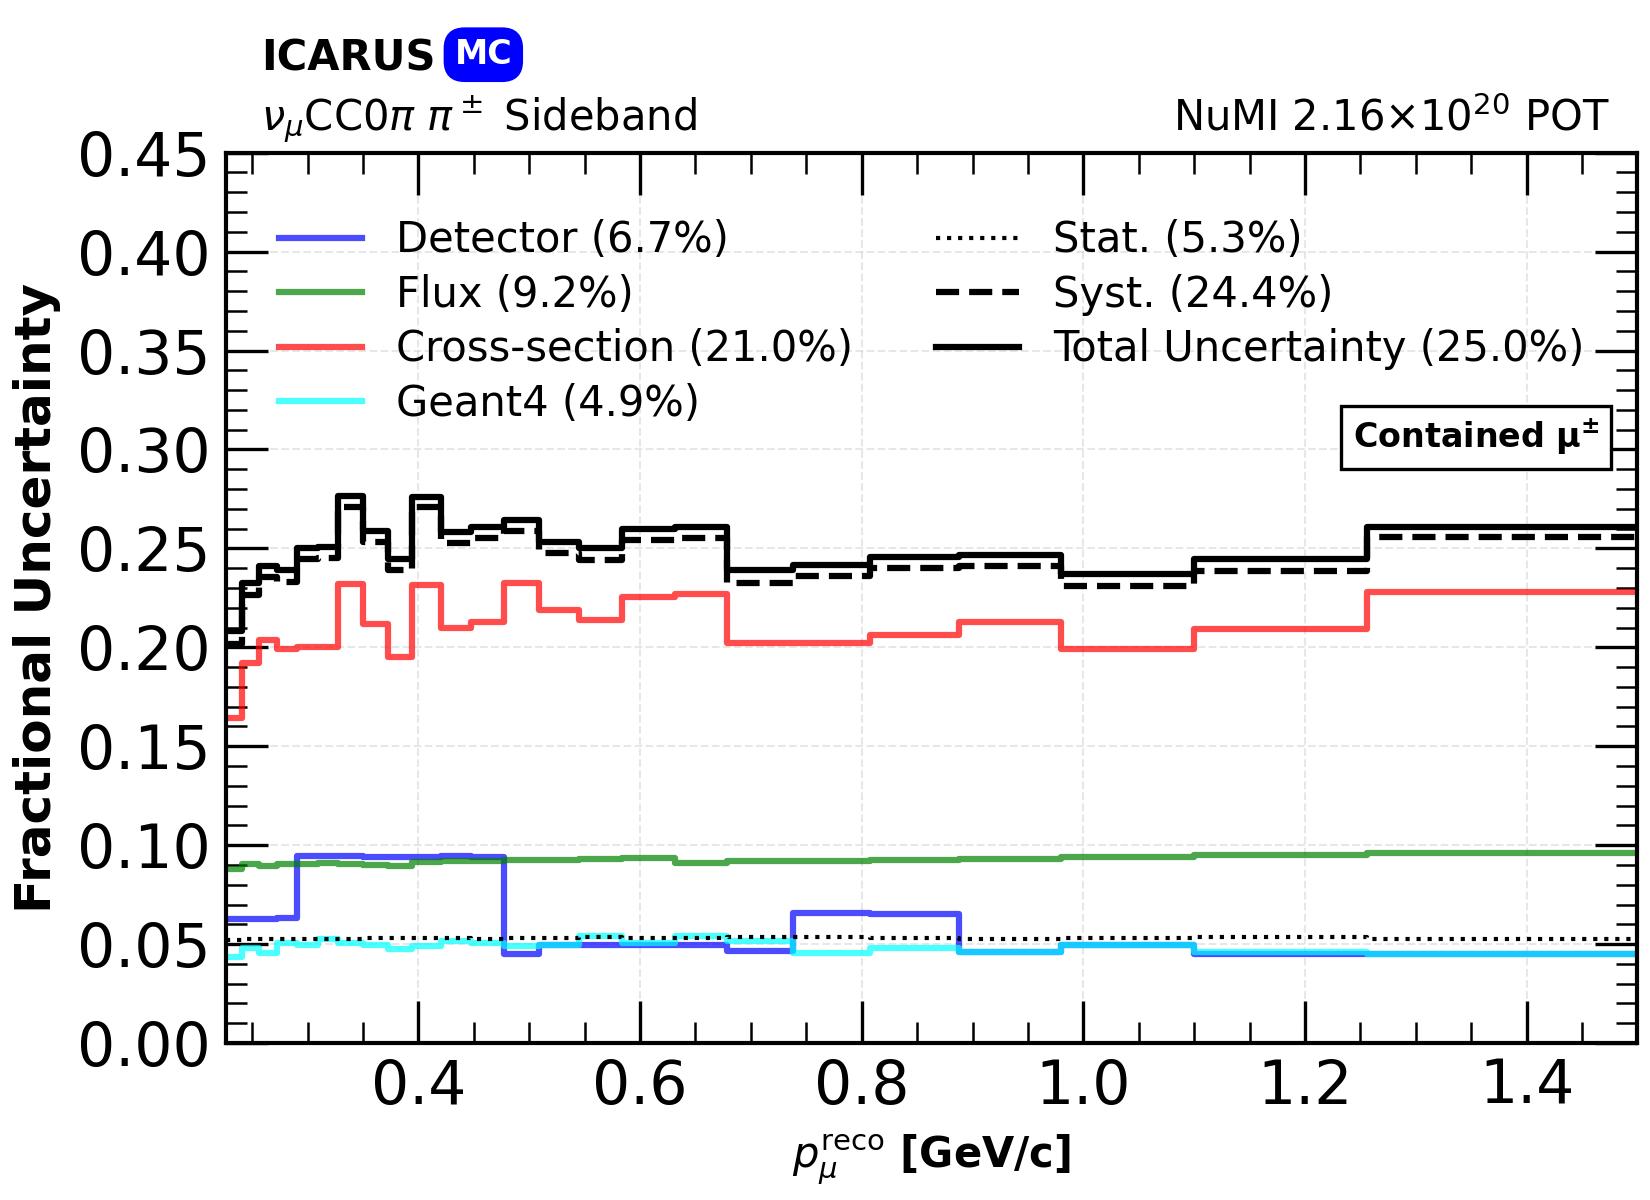 ICARUS MC
νμCC0π π± Sideband
NuMI 2.16×10²⁰ POT
0.45
0.40
0.35
0.30
0.25
0.20
0.15
0.10
0.05
0.00
Fractional Uncertainty
Detector (6.7%)
Flux (9.2%)
Cross-section (21.0%)
Geant4 (4.9%)
Stat. (5.3%)
Syst. (24.4%)
Total Uncertainty (25.0%)
Contained μ±
0.4 0.6 0.8 1.0 1.2 1.4
pμreco [GeV/c]